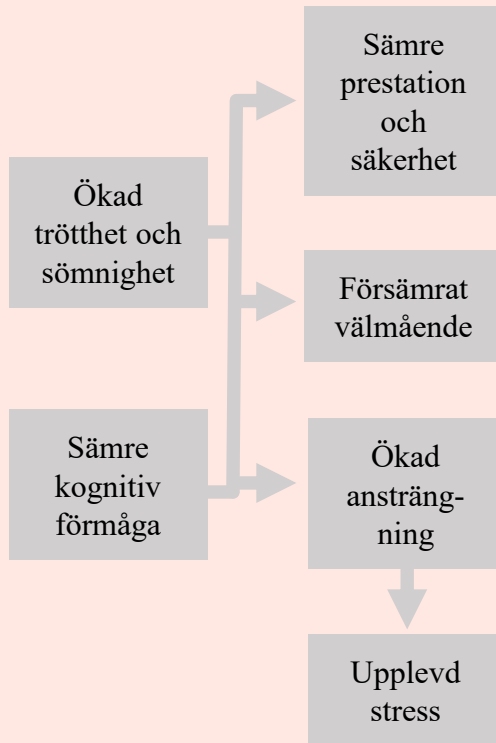 Sämre
prestation
och
säkerhet
Ökad
trötthet och
sömnighet
Försämrat
välmående
Sämre
kognitiv
förmåga
Ökad
ansträng-
ning
Upplevd
stress